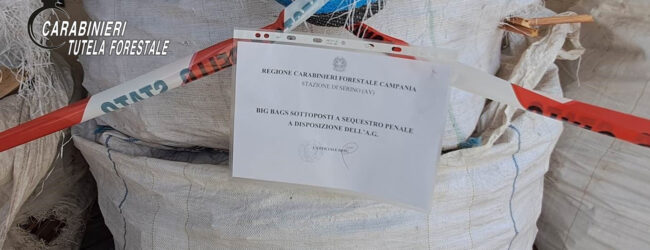 CARABINIERI
TUTELA FORESTALE
REGIONE CARABINIERI FORESTALE CAMPANIA
STAZIONE DI SERINO (AV)
BIG BAGS SOTTOPOSTI A SEQUESTRO PENALE
A DISPOSIZIONE DELL'A.G.